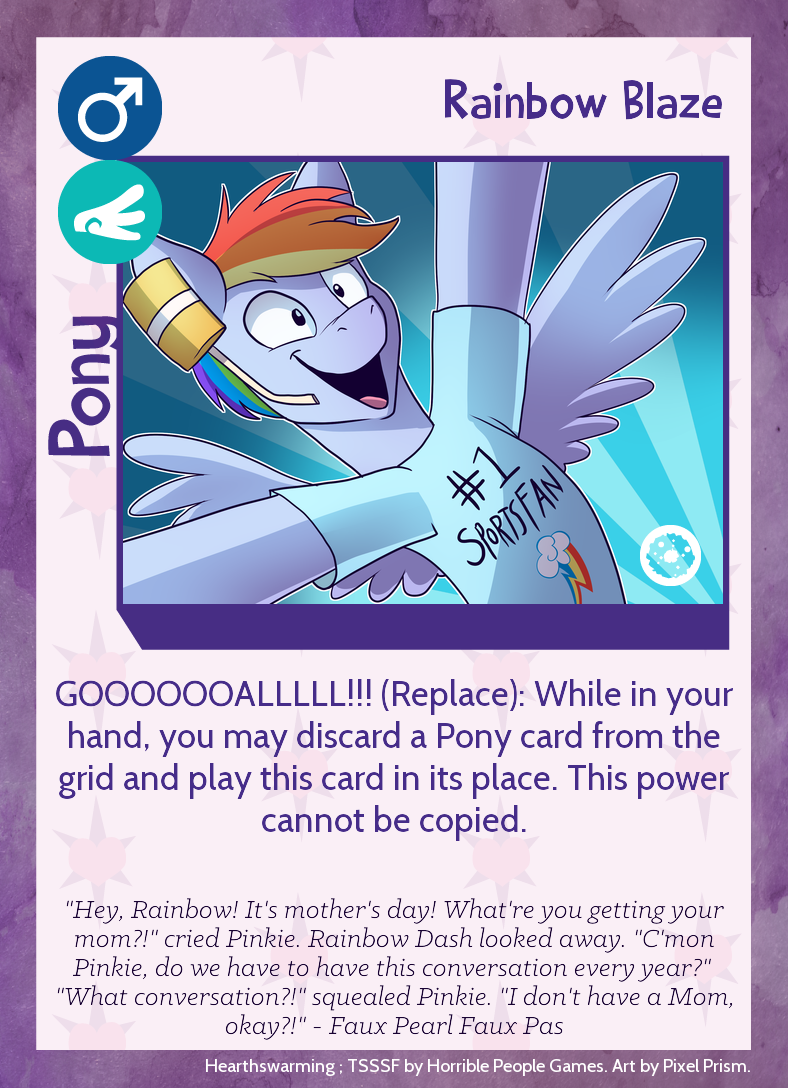 Rainbow Blaze
Pony
#1
SPORTSFAN
GOOOOOOALLLLL!!! (Replace): While in your
hand, you may discard a Pony card from the
grid and play this card in its place. This power
cannot be copied.
"Hey, Rainbow! It's mother's day! What're you getting your
mom?!" cried Pinkie. Rainbow Dash looked away. "C'mon
Pinkie, do we have to have this conversation every year?"
"What conversation?!" squealed Pinkie. "I don't have a Mom,
okay?!" - Faux Pearl Faux Pas
Hearthswarming ; TSSSF by Horrible People Games. Art by Pixel Prism.